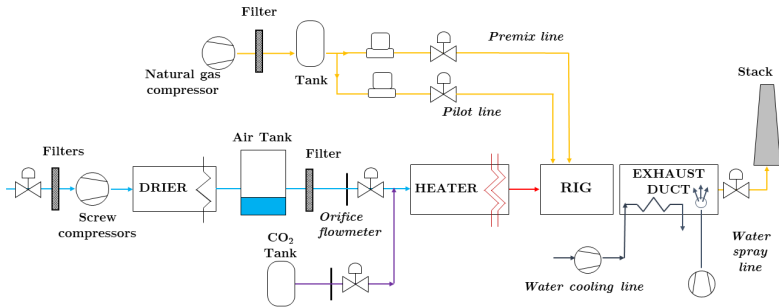 Filter
Premix line
Natural gas
compressor
Tank
Stack
Pilot line
Filters
Air Tank
Filter
DRIER
HEATER
RIG
EXHAUST
DUCT
Screw
compressors
Orifice
flowmeter
CO2
Tank
Water
spray
line
Water cooling line